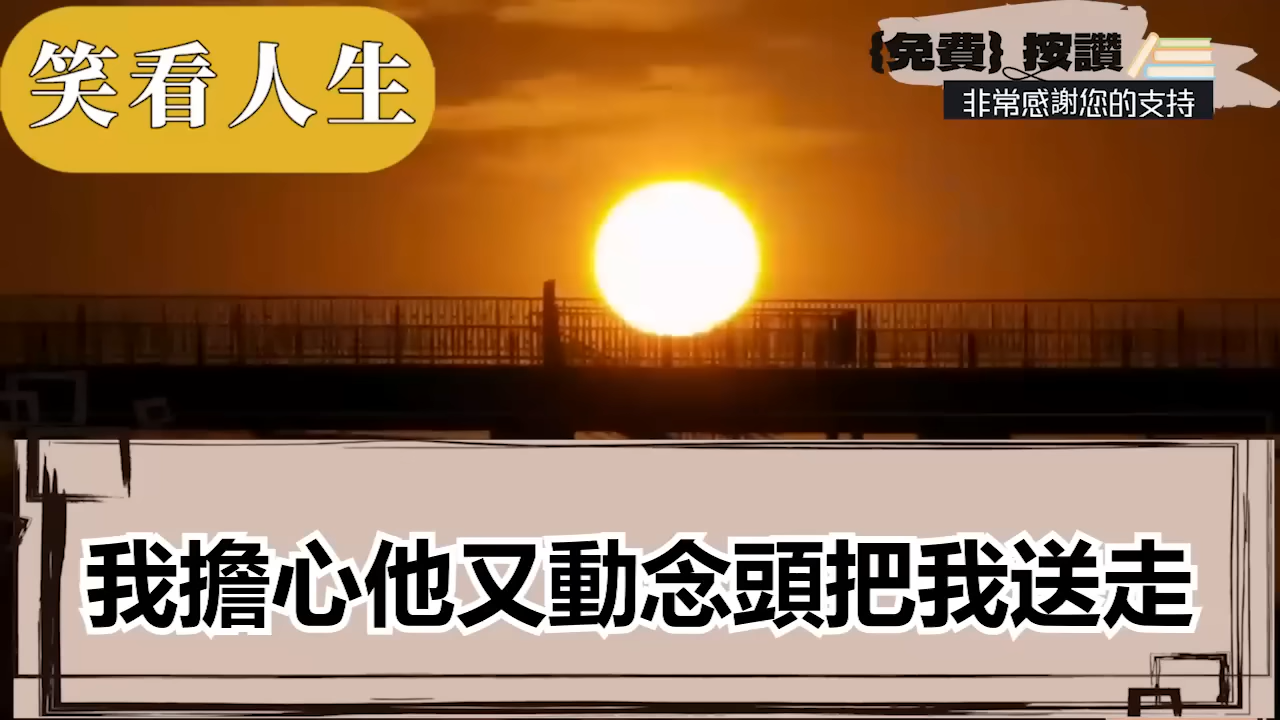 笑看人生
{免費} 按讚
非常感謝您的支持
我擔心他又動念頭把我送走